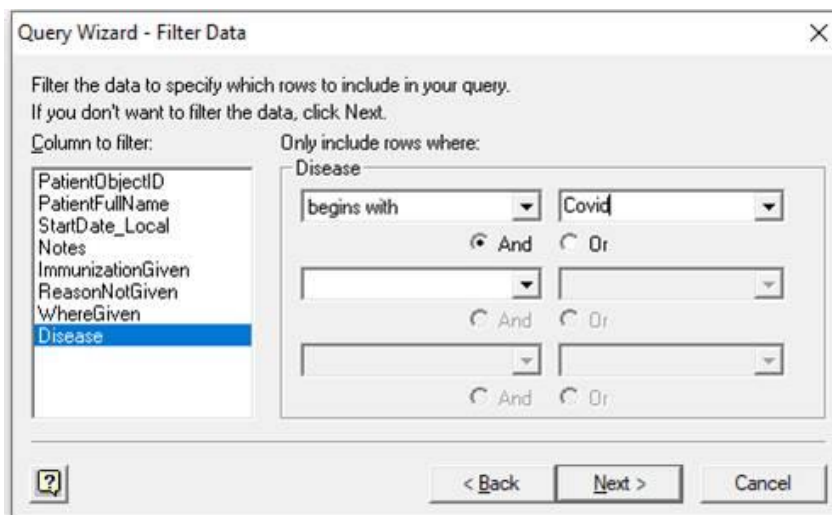 Query Wizard - Filter Data
Filter the data to specify which rows to include in your query.
If you don't want to filter the data, click Next.
Column to filter:
Only include rows where:
PatientObjectID
PatientFullName
StartDate_Local
Notes
ImmunizationGiven
ReasonNotGiven
WhereGiven
Disease
Disease
begins with
Covid
And
Or
And
Or
And
Or
?
< Back
Next >
Cancel